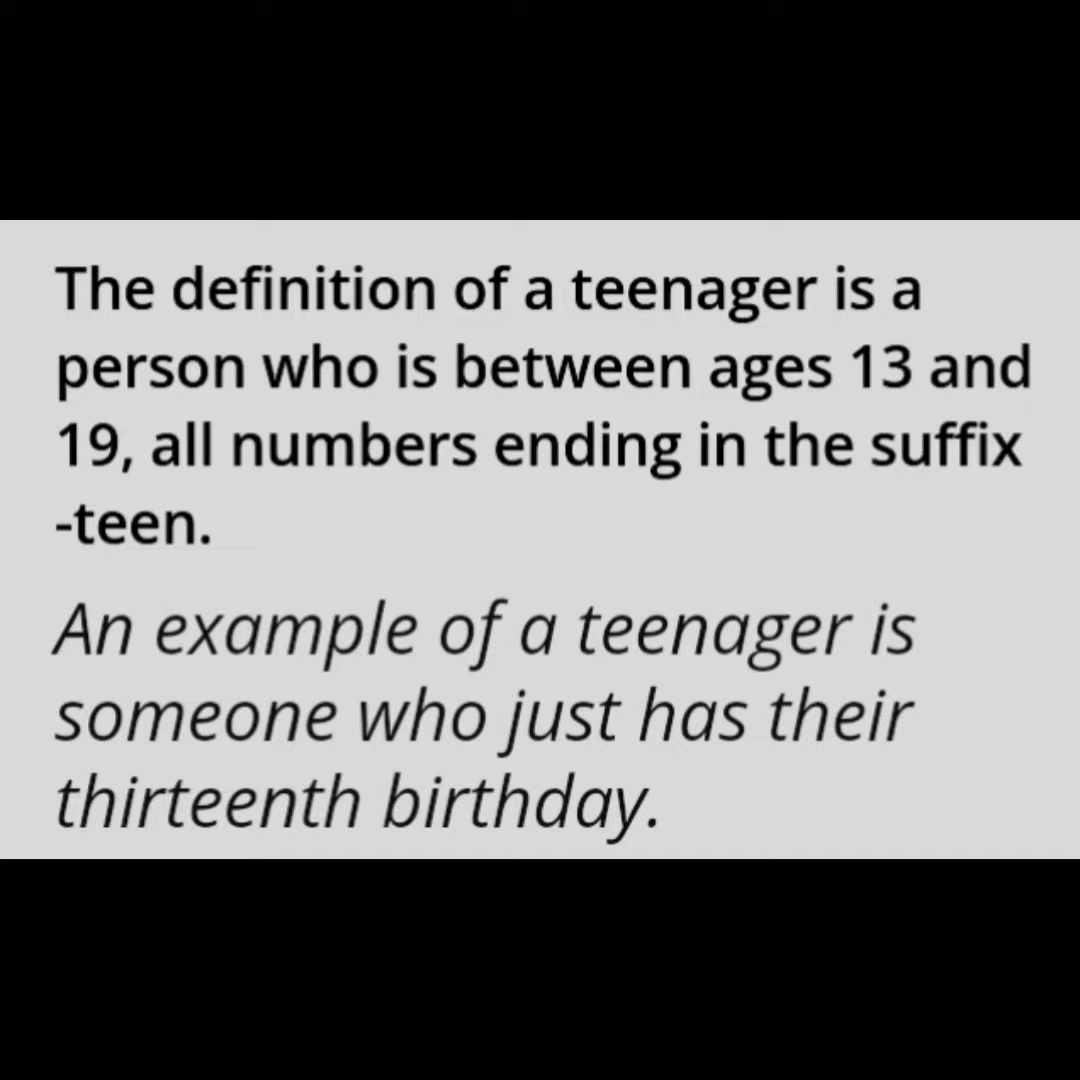 The definition of a teenager is a
person who is between ages 13 and
19, all numbers ending in the suffix
-teen.
An example of a teenager is
someone who just has their
thirteenth birthday.